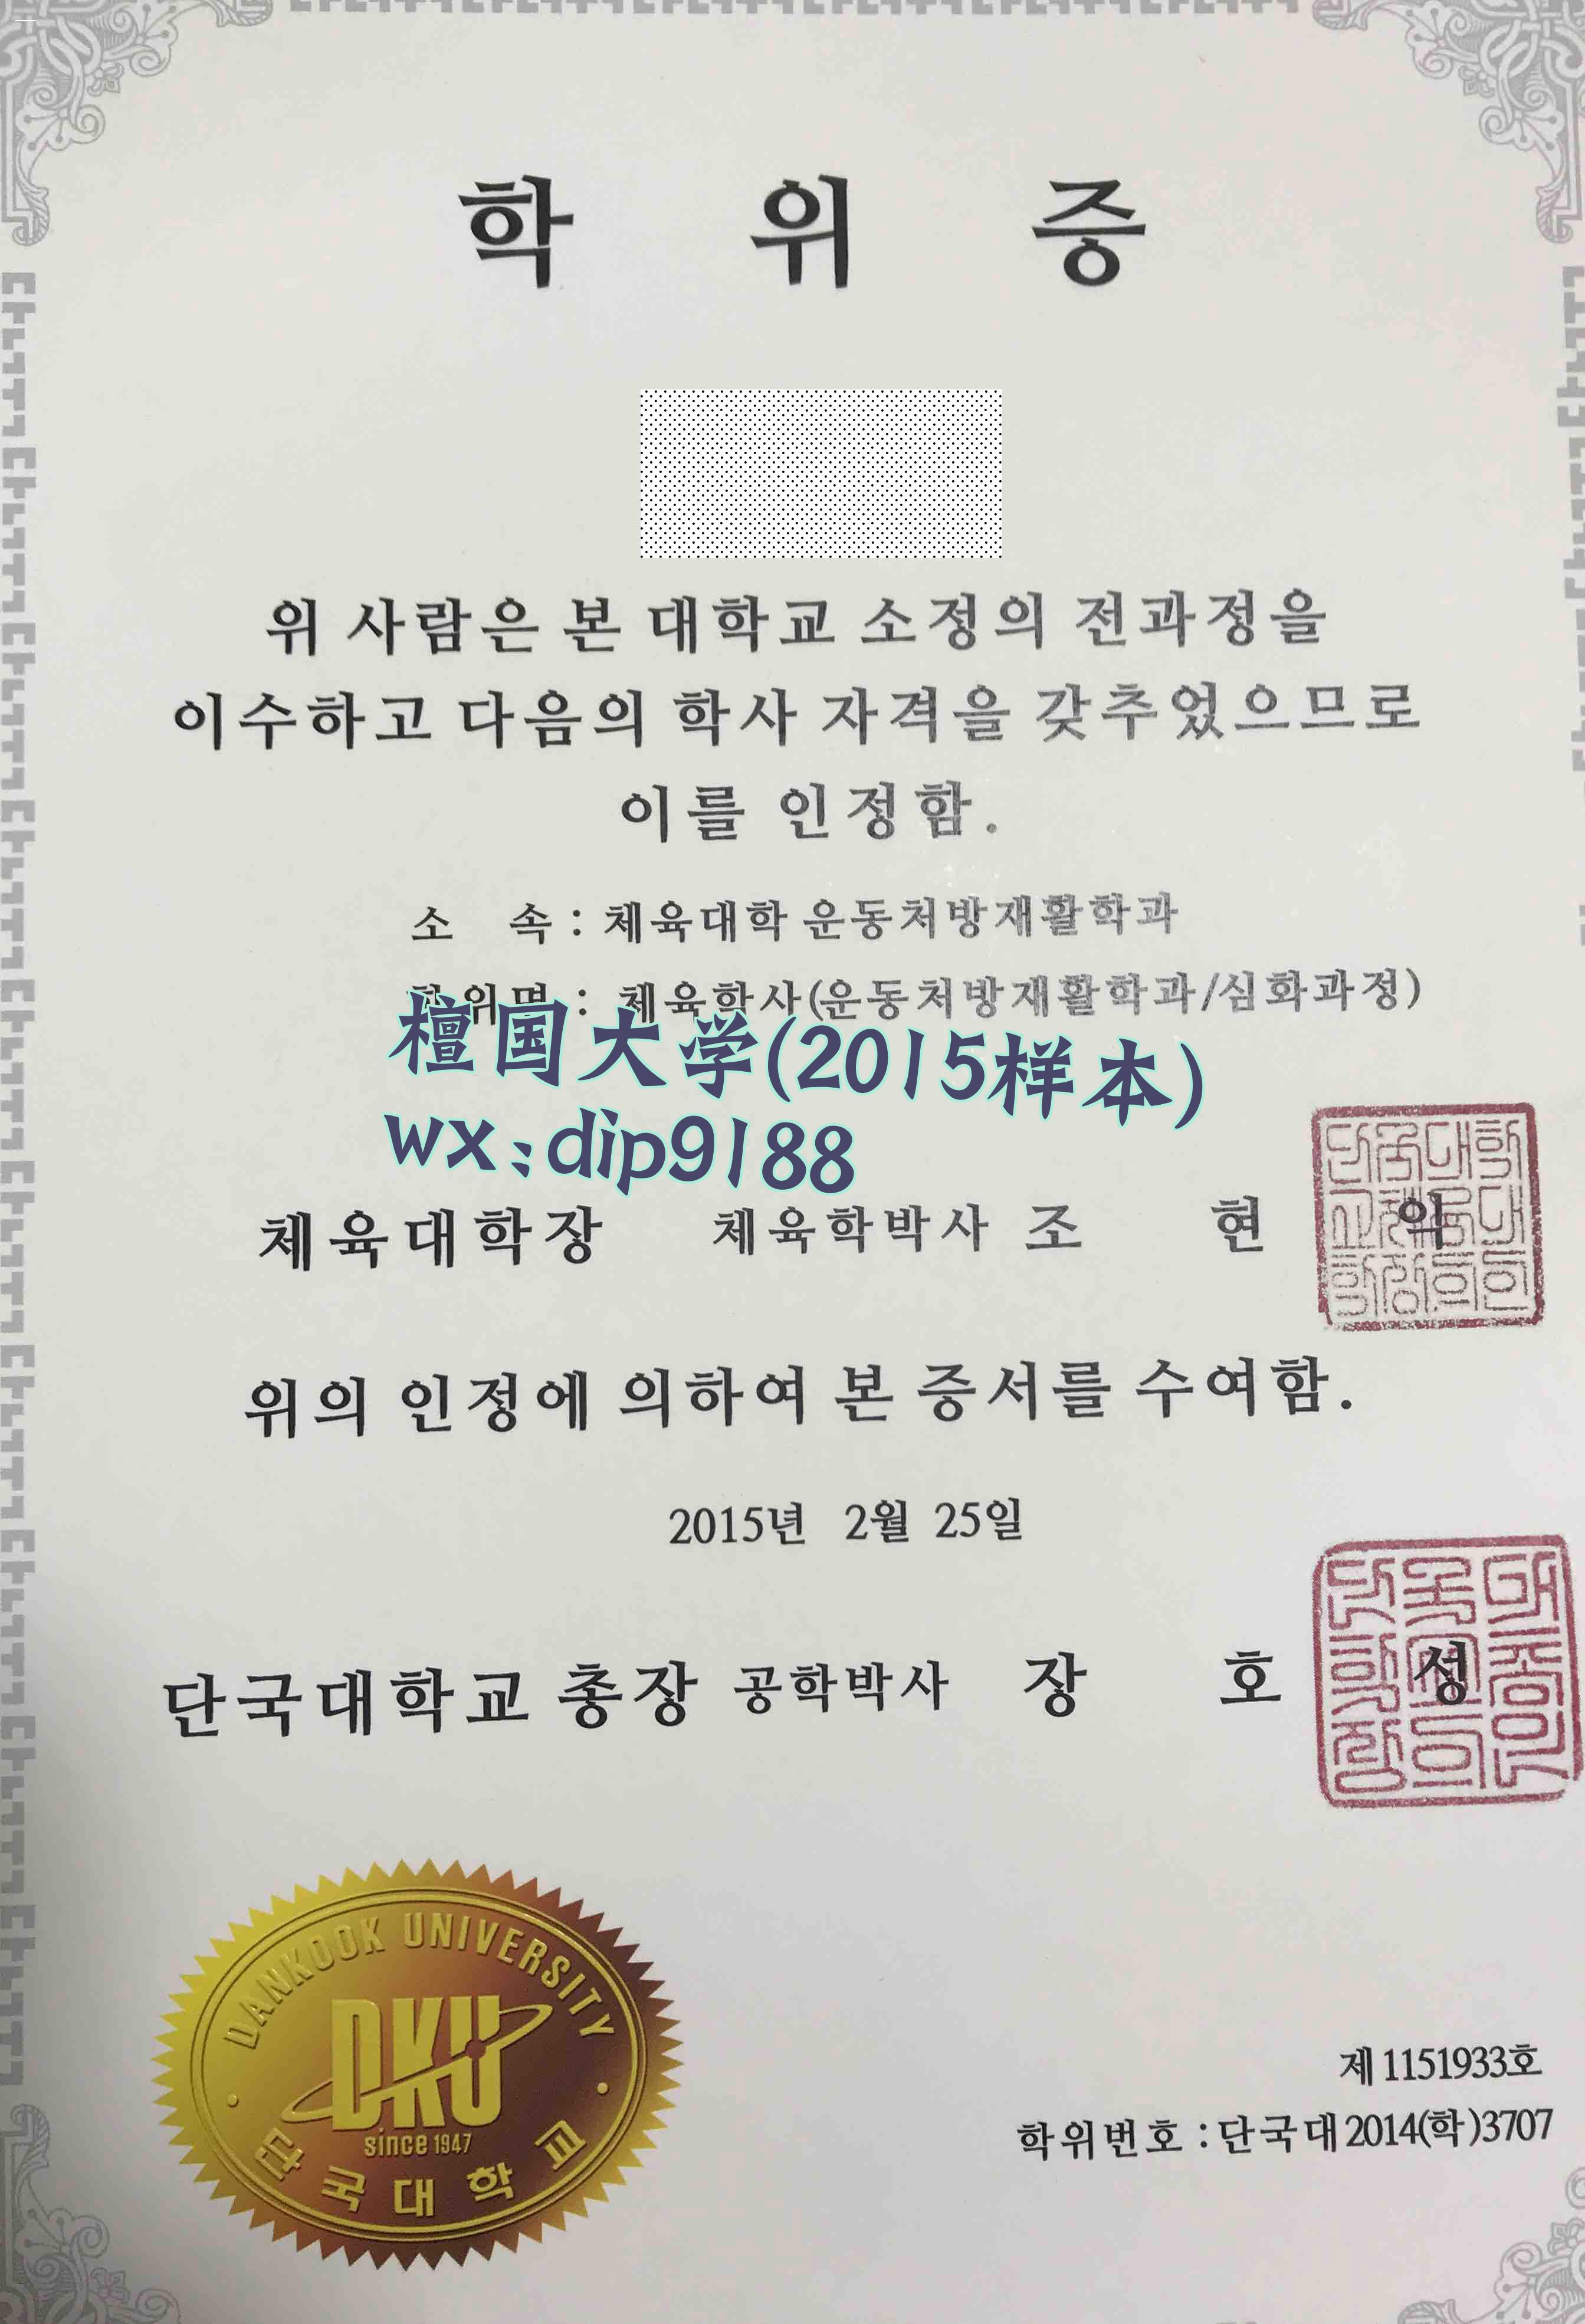 학 위 증
위 사람은 본 대학교 소정의 전과정을
이수하고 다음의 학사 자격을 갖추었으므로
이를 인정함.
소 속 : 체육대학 운동처방재활학과
학위명 : 체육학사(운동처방재활학과/심화과정)
檀国大学(2015样本)
wx:dip9188
체육대학장 체육학박사 조 현 익
위의 인정에 의하여 본 증서를 수여함.
2015년 2월 25일
단국대학교 총장 공학박사 장 호 성
DANKOOK UNIVERSITY
DKU
since 1947
단국대학교
제1151933호
학위번호 : 단국대2014(학)3707